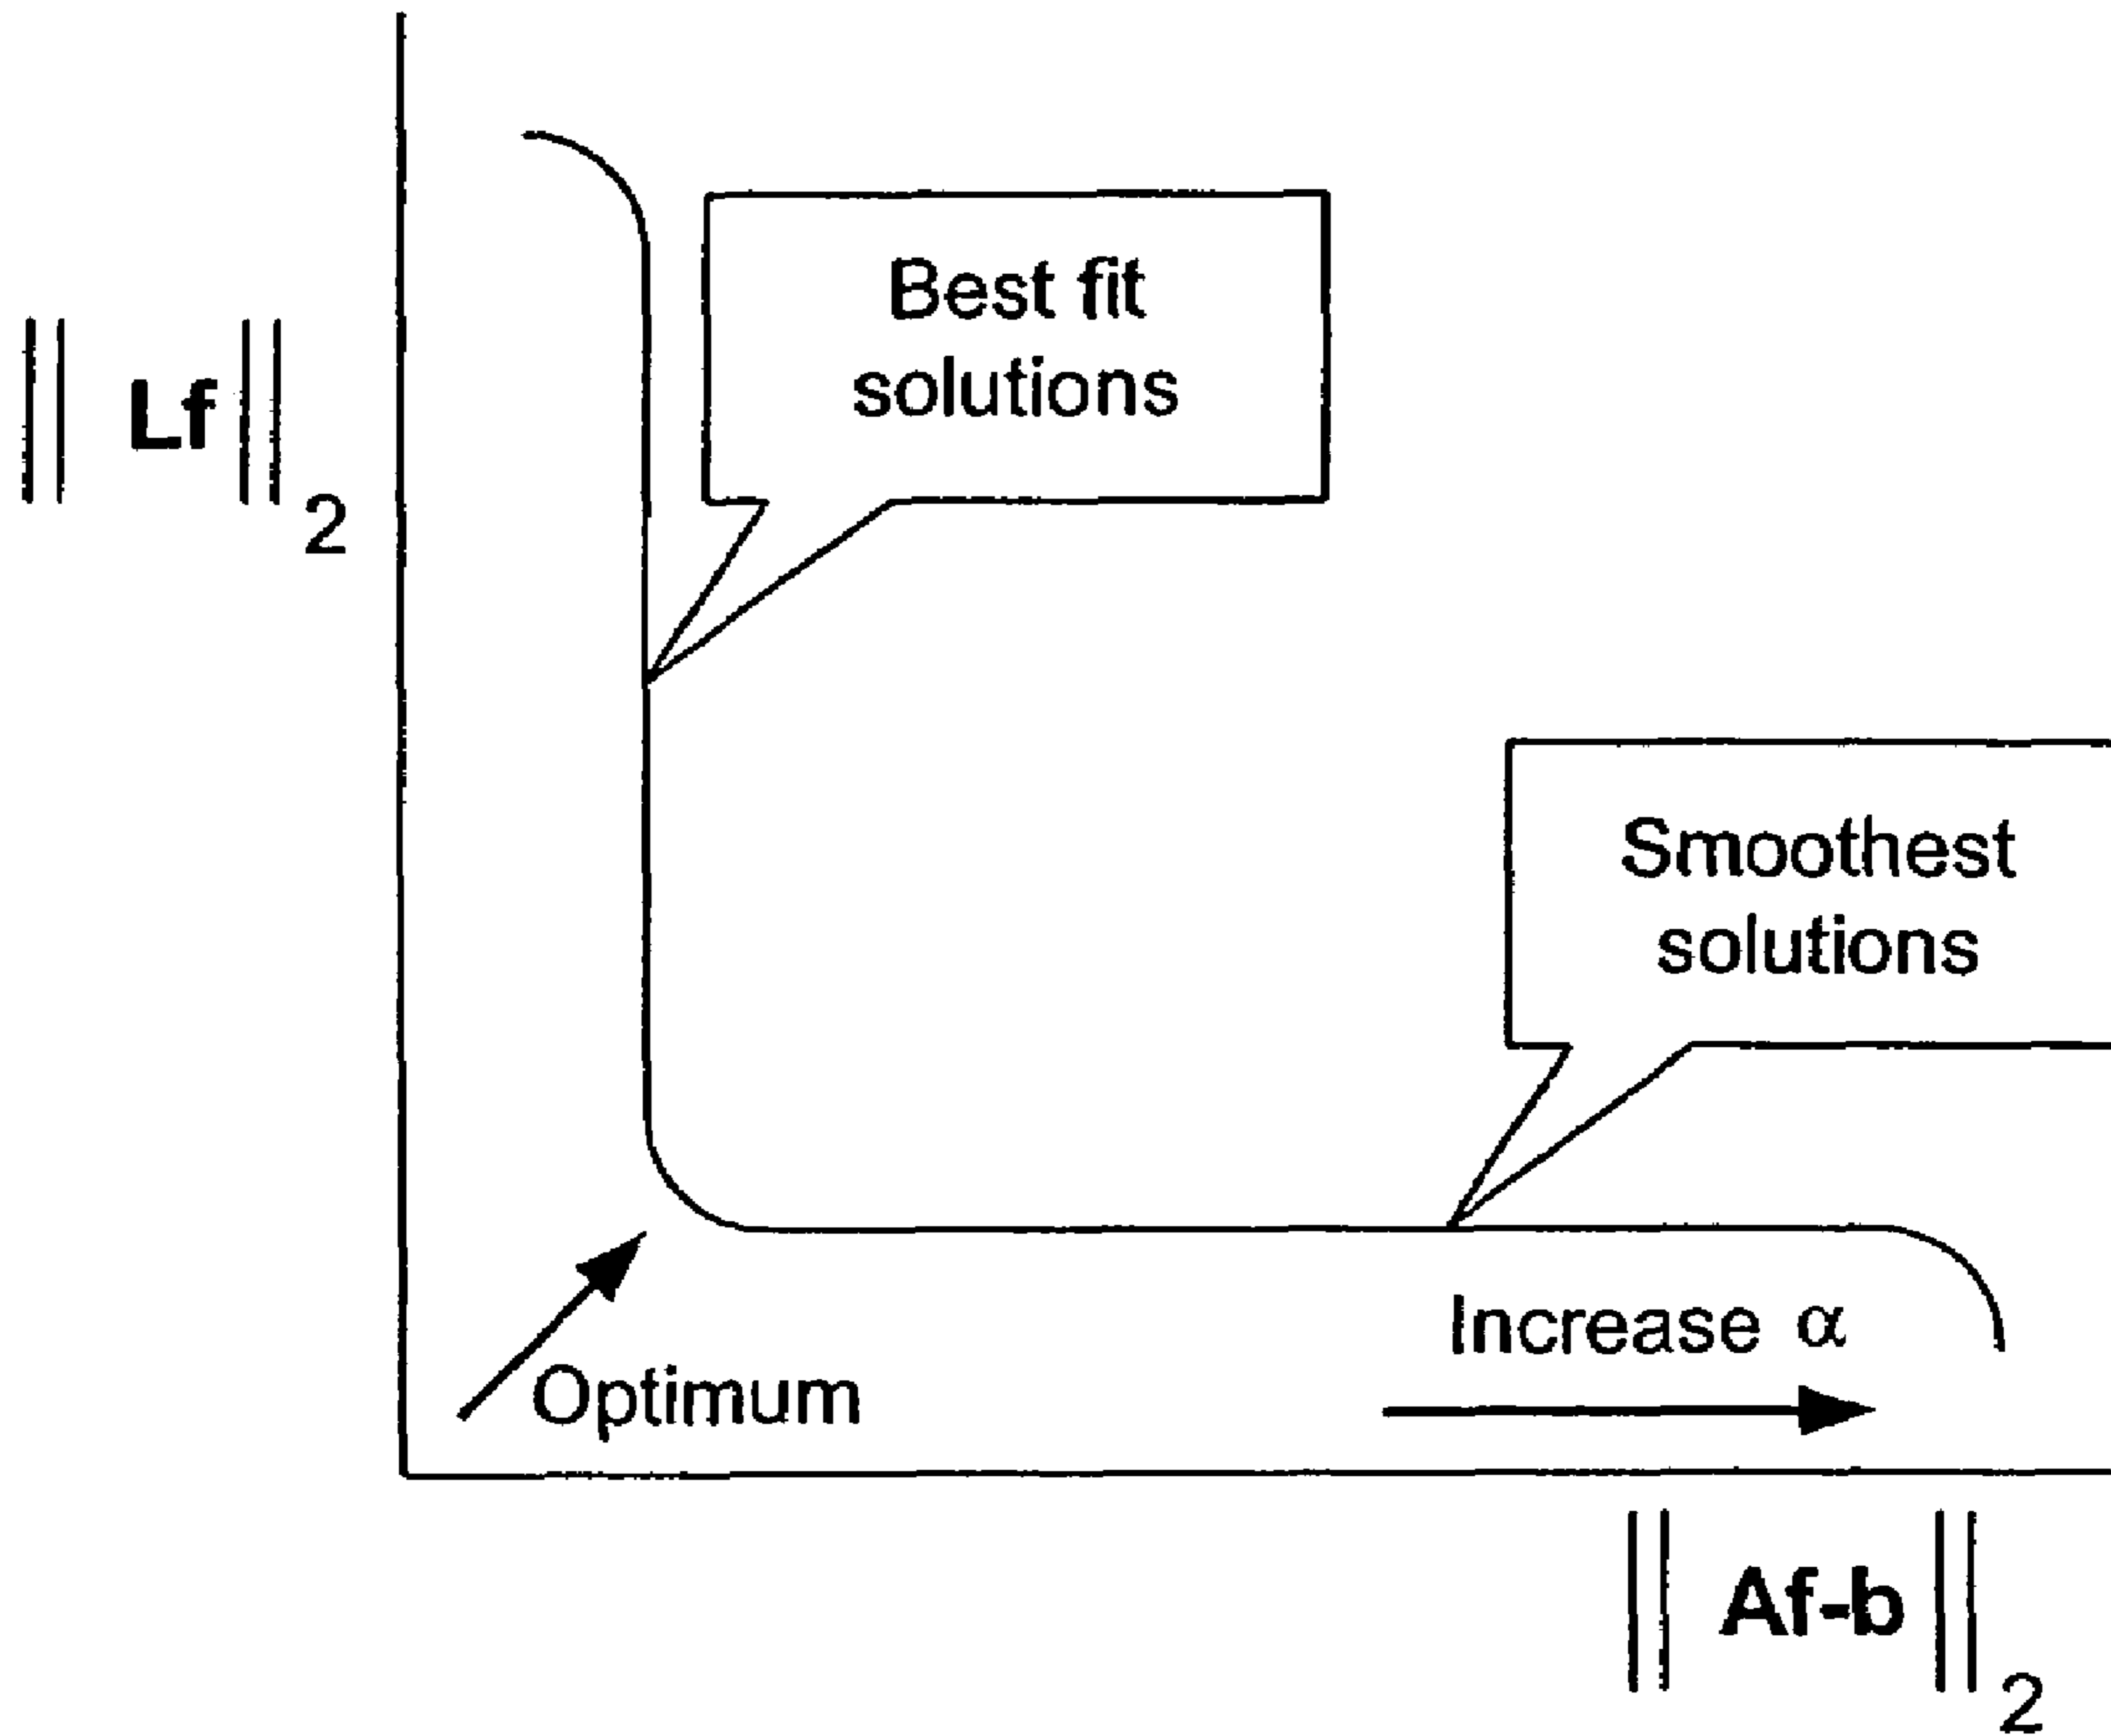 Best fit
solutions
|| Lf ||2
Smoothest
solutions
Increase α
Optimum
|| Af-b ||2